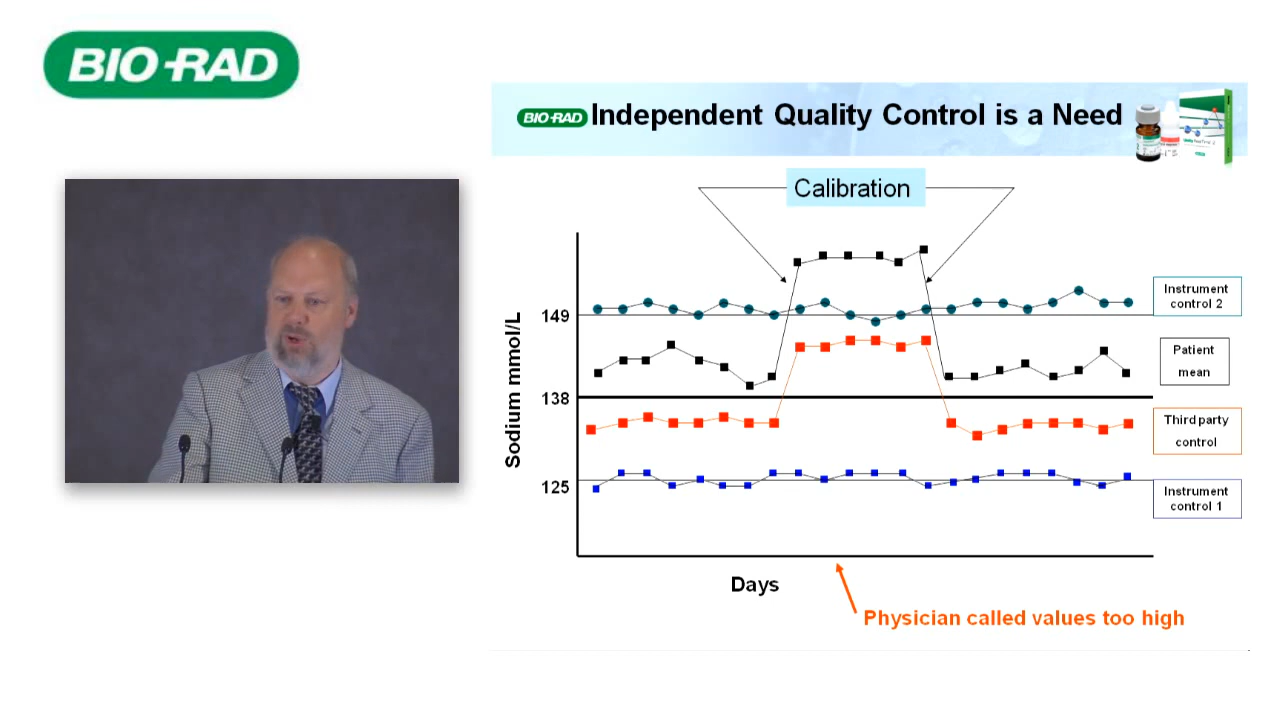 BIO-RAD
BIO-RAD Independent Quality Control is a Need
Calibration
Sodium mmol/L
149
138
125
Instrument
control 2
Patient
mean
Third party
control
Instrument
control 1
Days
Physician called values too high